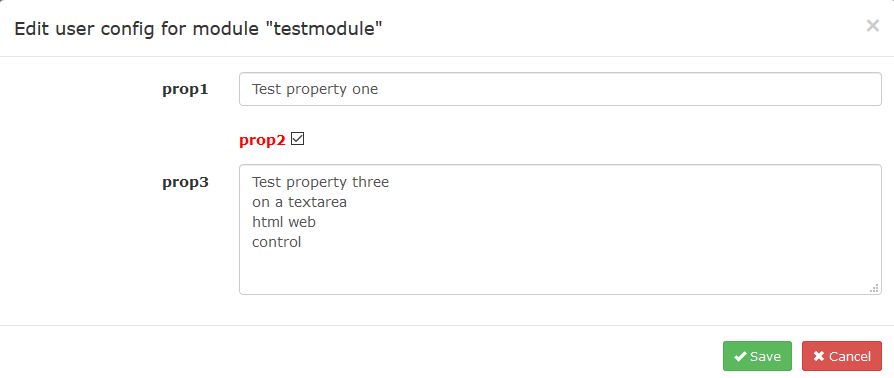 Edit user config for module "testmodule"
×
prop1 Test property one
prop2
prop3 Test property three
on a textarea
html web
control
Save Cancel